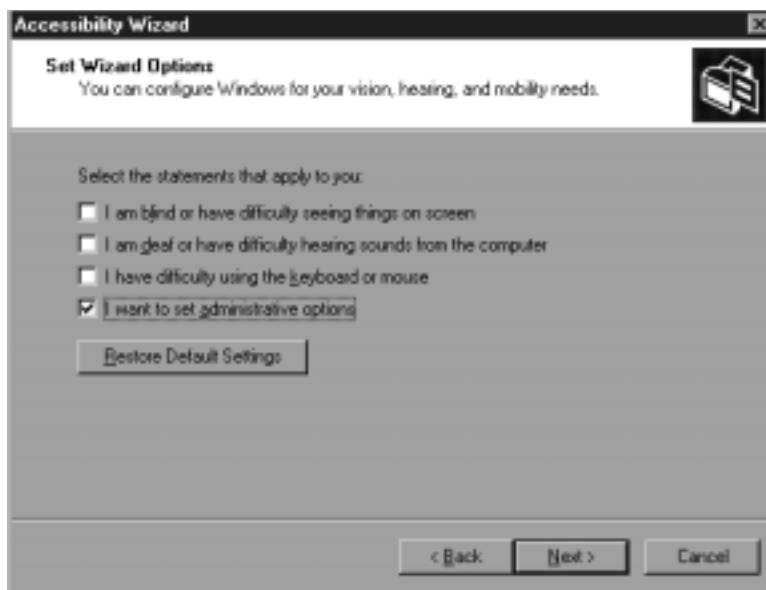 Accessibility Wizard
Set Wizard Options
You can configure Windows for your vision, hearing, and mobility needs.
Select the statements that apply to you:
I am blind or have difficulty seeing things on screen
I am deaf or have difficulty hearing sounds from the computer
I have difficulty using the keyboard or mouse
I want to set administrative options
Restore Default Settings
< Back Next > Cancel